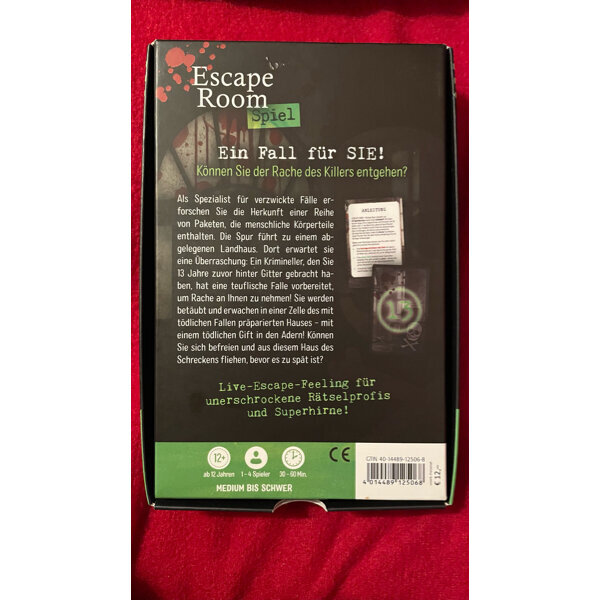 Escape
Room
Spiel
Ein Fall für SIE!
Können Sie der Rache des Killers entgehen?
Als Spezialist für verzwickte Fälle er-
forschen Sie die Herkunft einer Reihe
von Paketen, die menschliche Körperteile
enthalten. Die Spur führt zu einem ab-
gelegenen Landhaus. Dort erwartet sie
eine Überraschung: Ein Krimineller, den Sie
13 Jahre zuvor hinter Gitter gebracht ha-
ben, hat eine teuflische Falle vorbereitet,
um Rache an Ihnen zu nehmen! Sie werden
betäubt und erwachen in einer Zelle des mit
tödlichen Fallen präparierten Hauses – mit
einem tödlichen Gift in den Adern! Können
Sie sich befreien und aus diesem Haus des
Schreckens fliehen, bevor es zu spät ist?
ANLEITUNG
13
Live-Escape-Feeling für
unerschrockene Rätselprofis
und Superhirne!
12+
ab 12 Jahren
1 - 4 Spieler
30 - 60 Min.
MEDIUM BIS SCHWER
CE
GTIN 40-14489-12506-8
4 014489 125068
€ 12,–